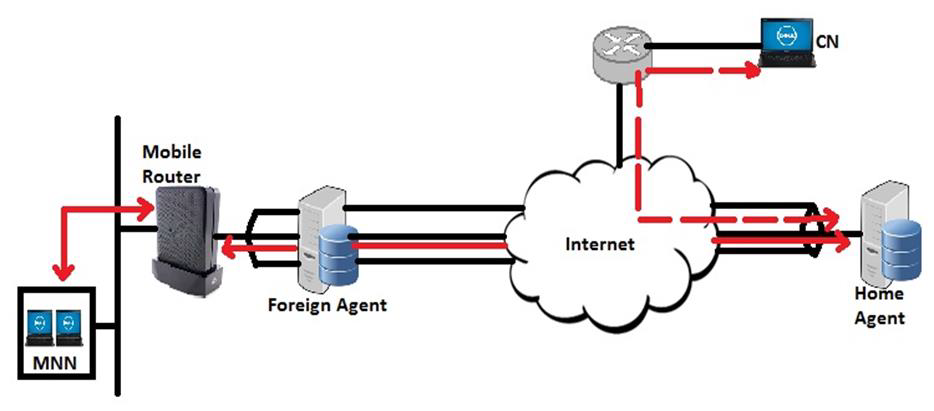 CN
Mobile
Router
Internet
Foreign Agent
Home
Agent
MNN